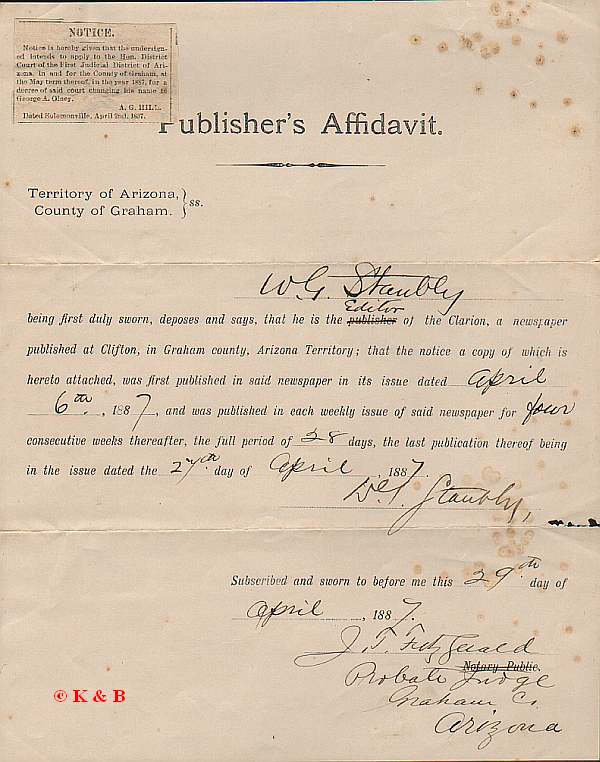 NOTICE.
Notice is hereby given that the undersign-
ed intends to apply to the Hon. District
Court of the First Judicial District of Ari-
zona, in and for the County of Graham, at
the May term thereof, in the year 1887, for a
decree of said court changing his name to
George A. Olney.
A. G. HILL.
Dated Solomonville, April 2nd, 1887.
Publisher's Affidavit.
Territory of Arizona, } ss.
County of Graham.
W. G. Staubly
Editor
being first duly sworn, deposes and says, that he is the publisher of the Clarion, a newspaper
published at Clifton, in Graham county, Arizona Territory; that the notice a copy of which is
hereto attached, was first published in said newspaper in its issue dated April
6th, 1887, and was published in each weekly issue of said newspaper for four
consecutive weeks thereafter, the full period of 28 days, the last publication thereof being
in the issue dated the 27th day of April, 1887.
Staubly,
Subscribed and sworn to before me this 29th day of
April, 1887.
J. T. Fitzgerald
Notary Public.
Probate Judge
Graham Co.
Arizona
© K & B